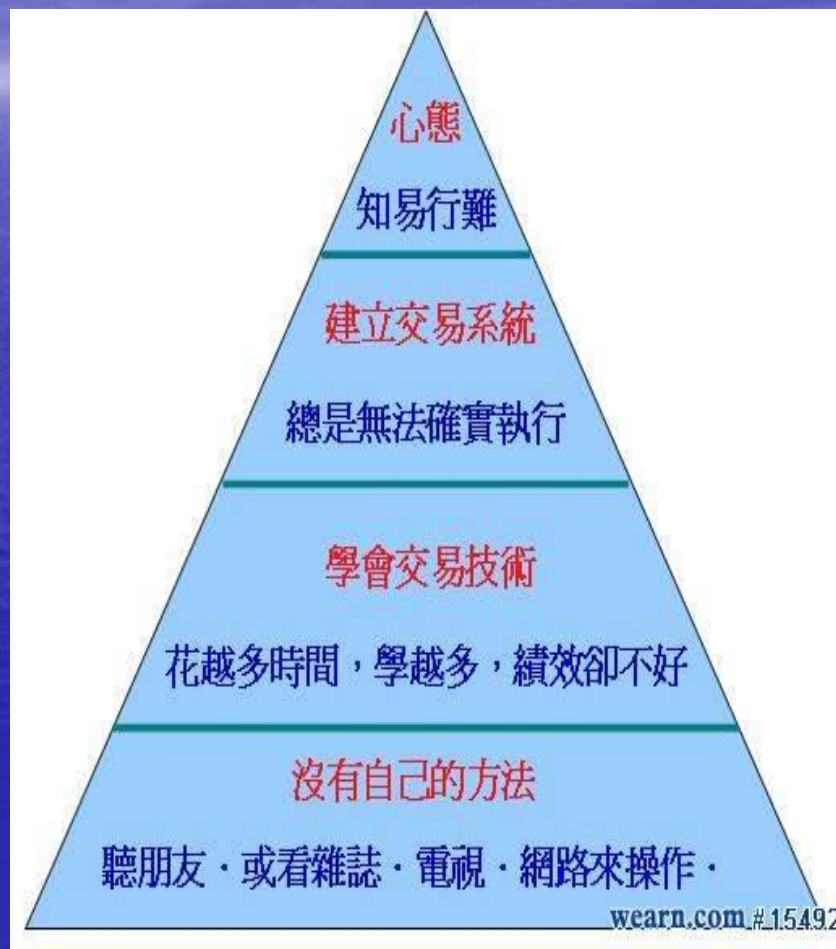 心態
知易行難
建立交易系統
總是無法確實執行
學會交易技術
花越多時間，學越多，績效卻不好
沒有自己的方法
聽朋友．或看雜誌．電視．網路來操作．
wearn.com #15492